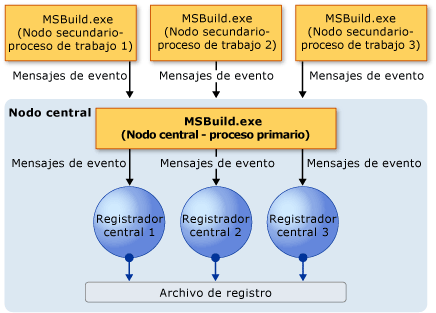 MSBuild.exe
(Nodo secundario-
proceso de trabajo 1)
MSBuild.exe
(Nodo secundario-
proceso de trabajo 2)
MSBuild.exe
(Nodo secundario-
proceso de trabajo 3)
Mensajes de evento
Mensajes de evento
Mensajes de evento
Nodo central
MSBuild.exe
(Nodo central - proceso primario)
Mensajes de evento
Mensajes de evento
Mensajes de evento
Registrador
central 1
Registrador
central 2
Registrador
central 3
Archivo de registro